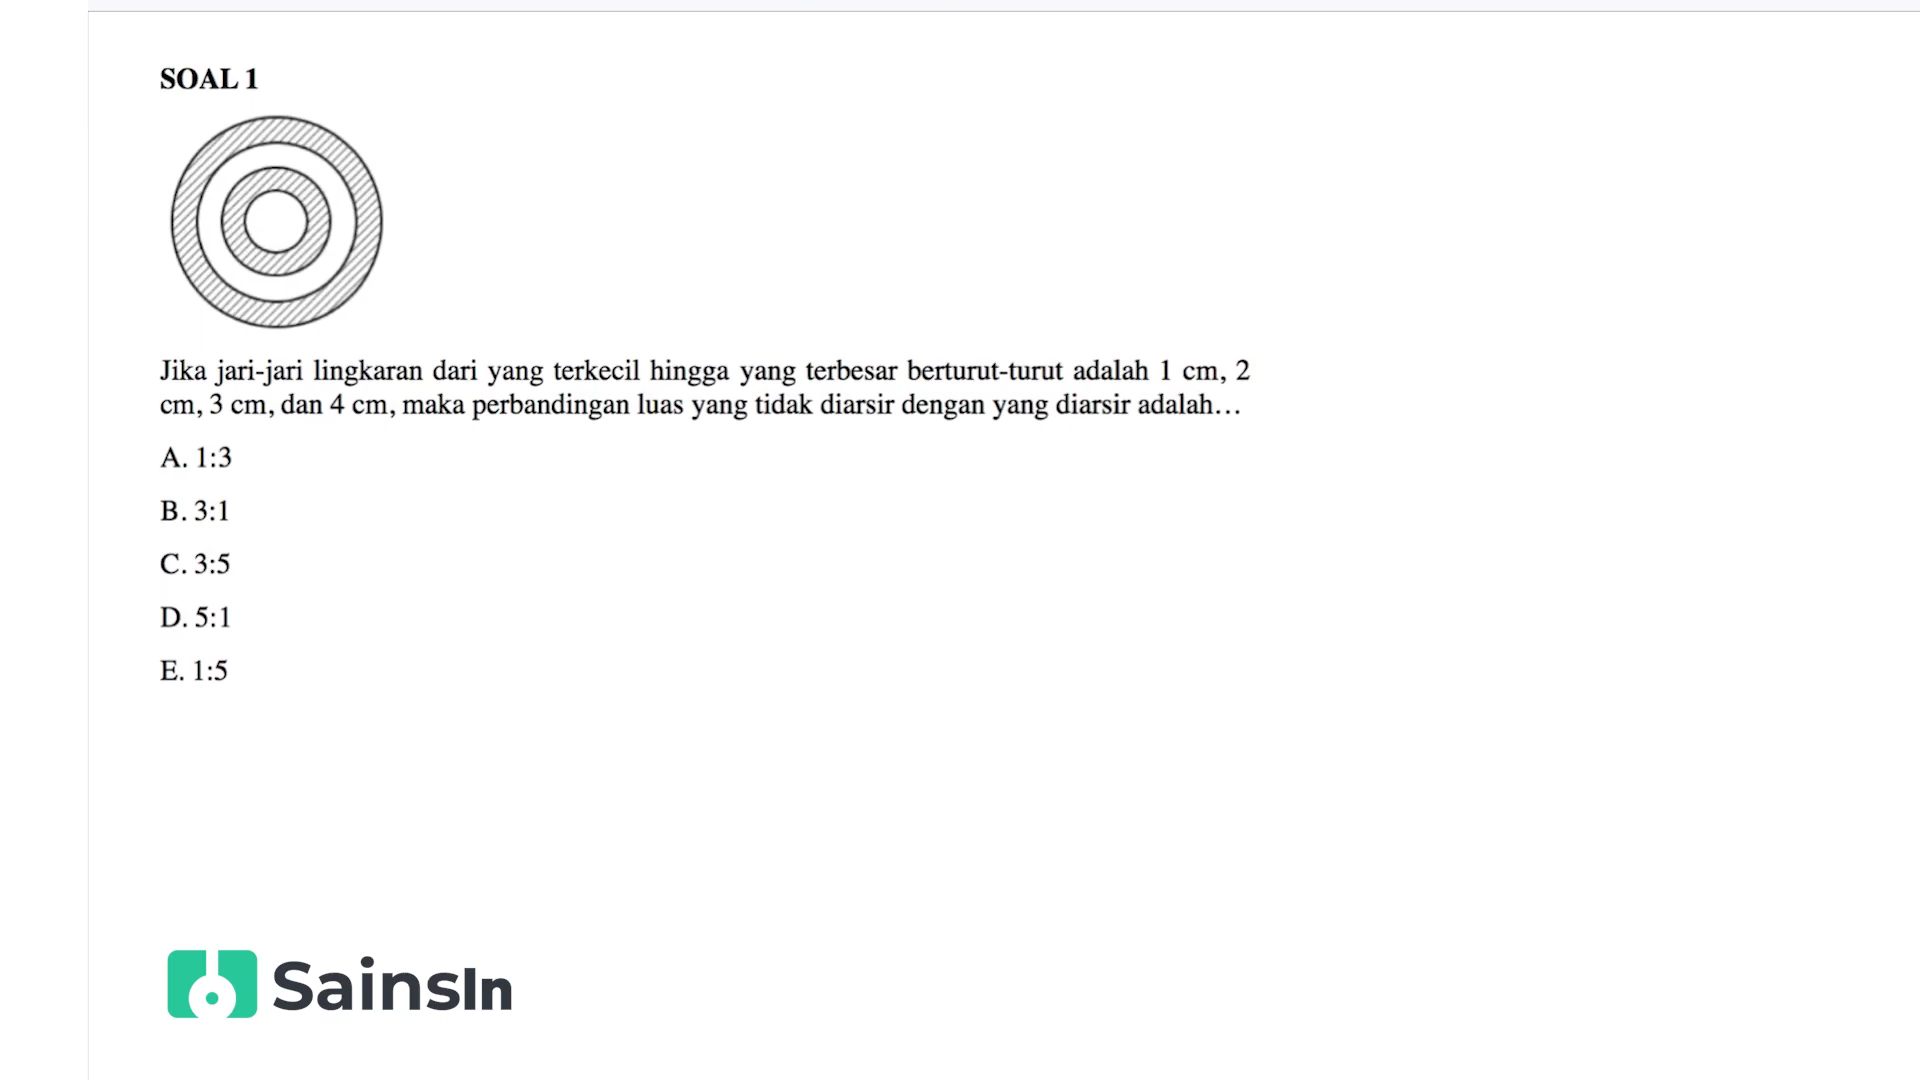 SOAL 1
Jika jari-jari lingkaran dari yang terkecil hingga yang terbesar berturut-turut adalah 1 cm, 2
cm, 3 cm, dan 4 cm, maka perbandingan luas yang tidak diarsir dengan yang diarsir adalah…
A. 1:3
B. 3:1
C. 3:5
D. 5:1
E. 1:5
SainsIn